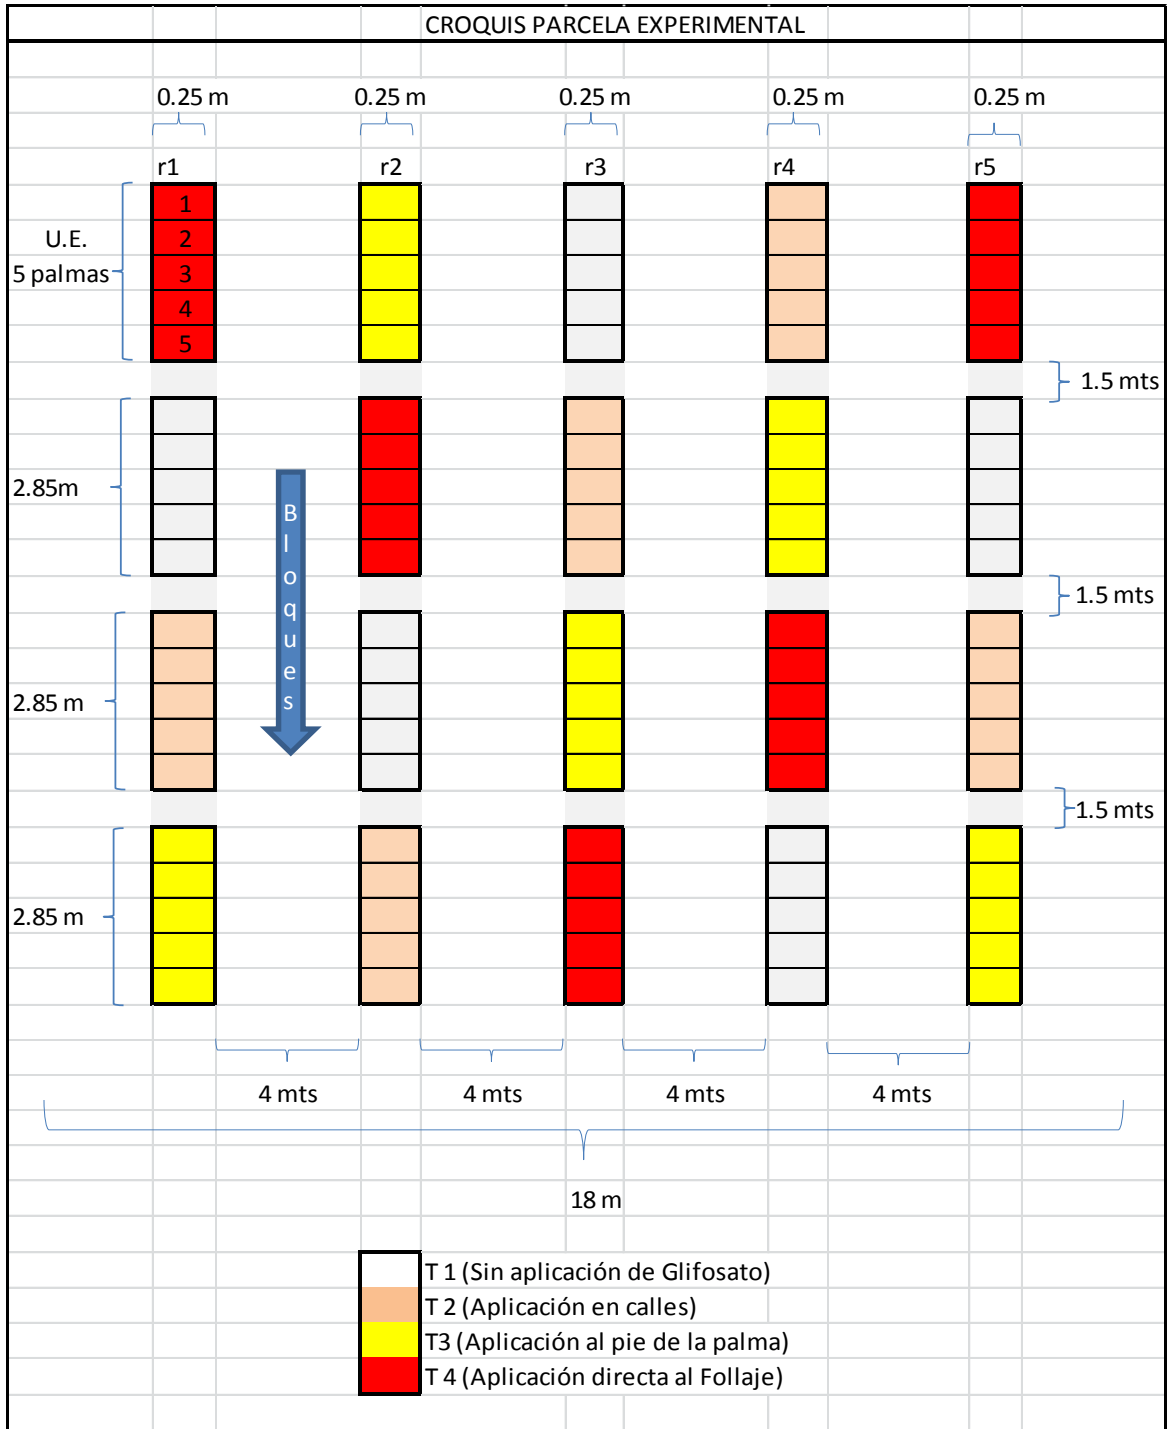 CROQUIS PARCELA EXPERIMENTAL
0.25 m 0.25 m 0.25 m 0.25 m 0.25 m
r1 r2 r3 r4 r5
1
U.E. 2
5 palmas 3
4
5
1.5 mts
2.85m
Bloques
1.5 mts
2.85 m
1.5 mts
2.85 m
4 mts 4 mts 4 mts 4 mts
18 m
T 1 (Sin aplicación de Glifosato)
T 2 (Aplicación en calles)
T3 (Aplicación al pie de la palma)
T 4 (Aplicación directa al Follaje)